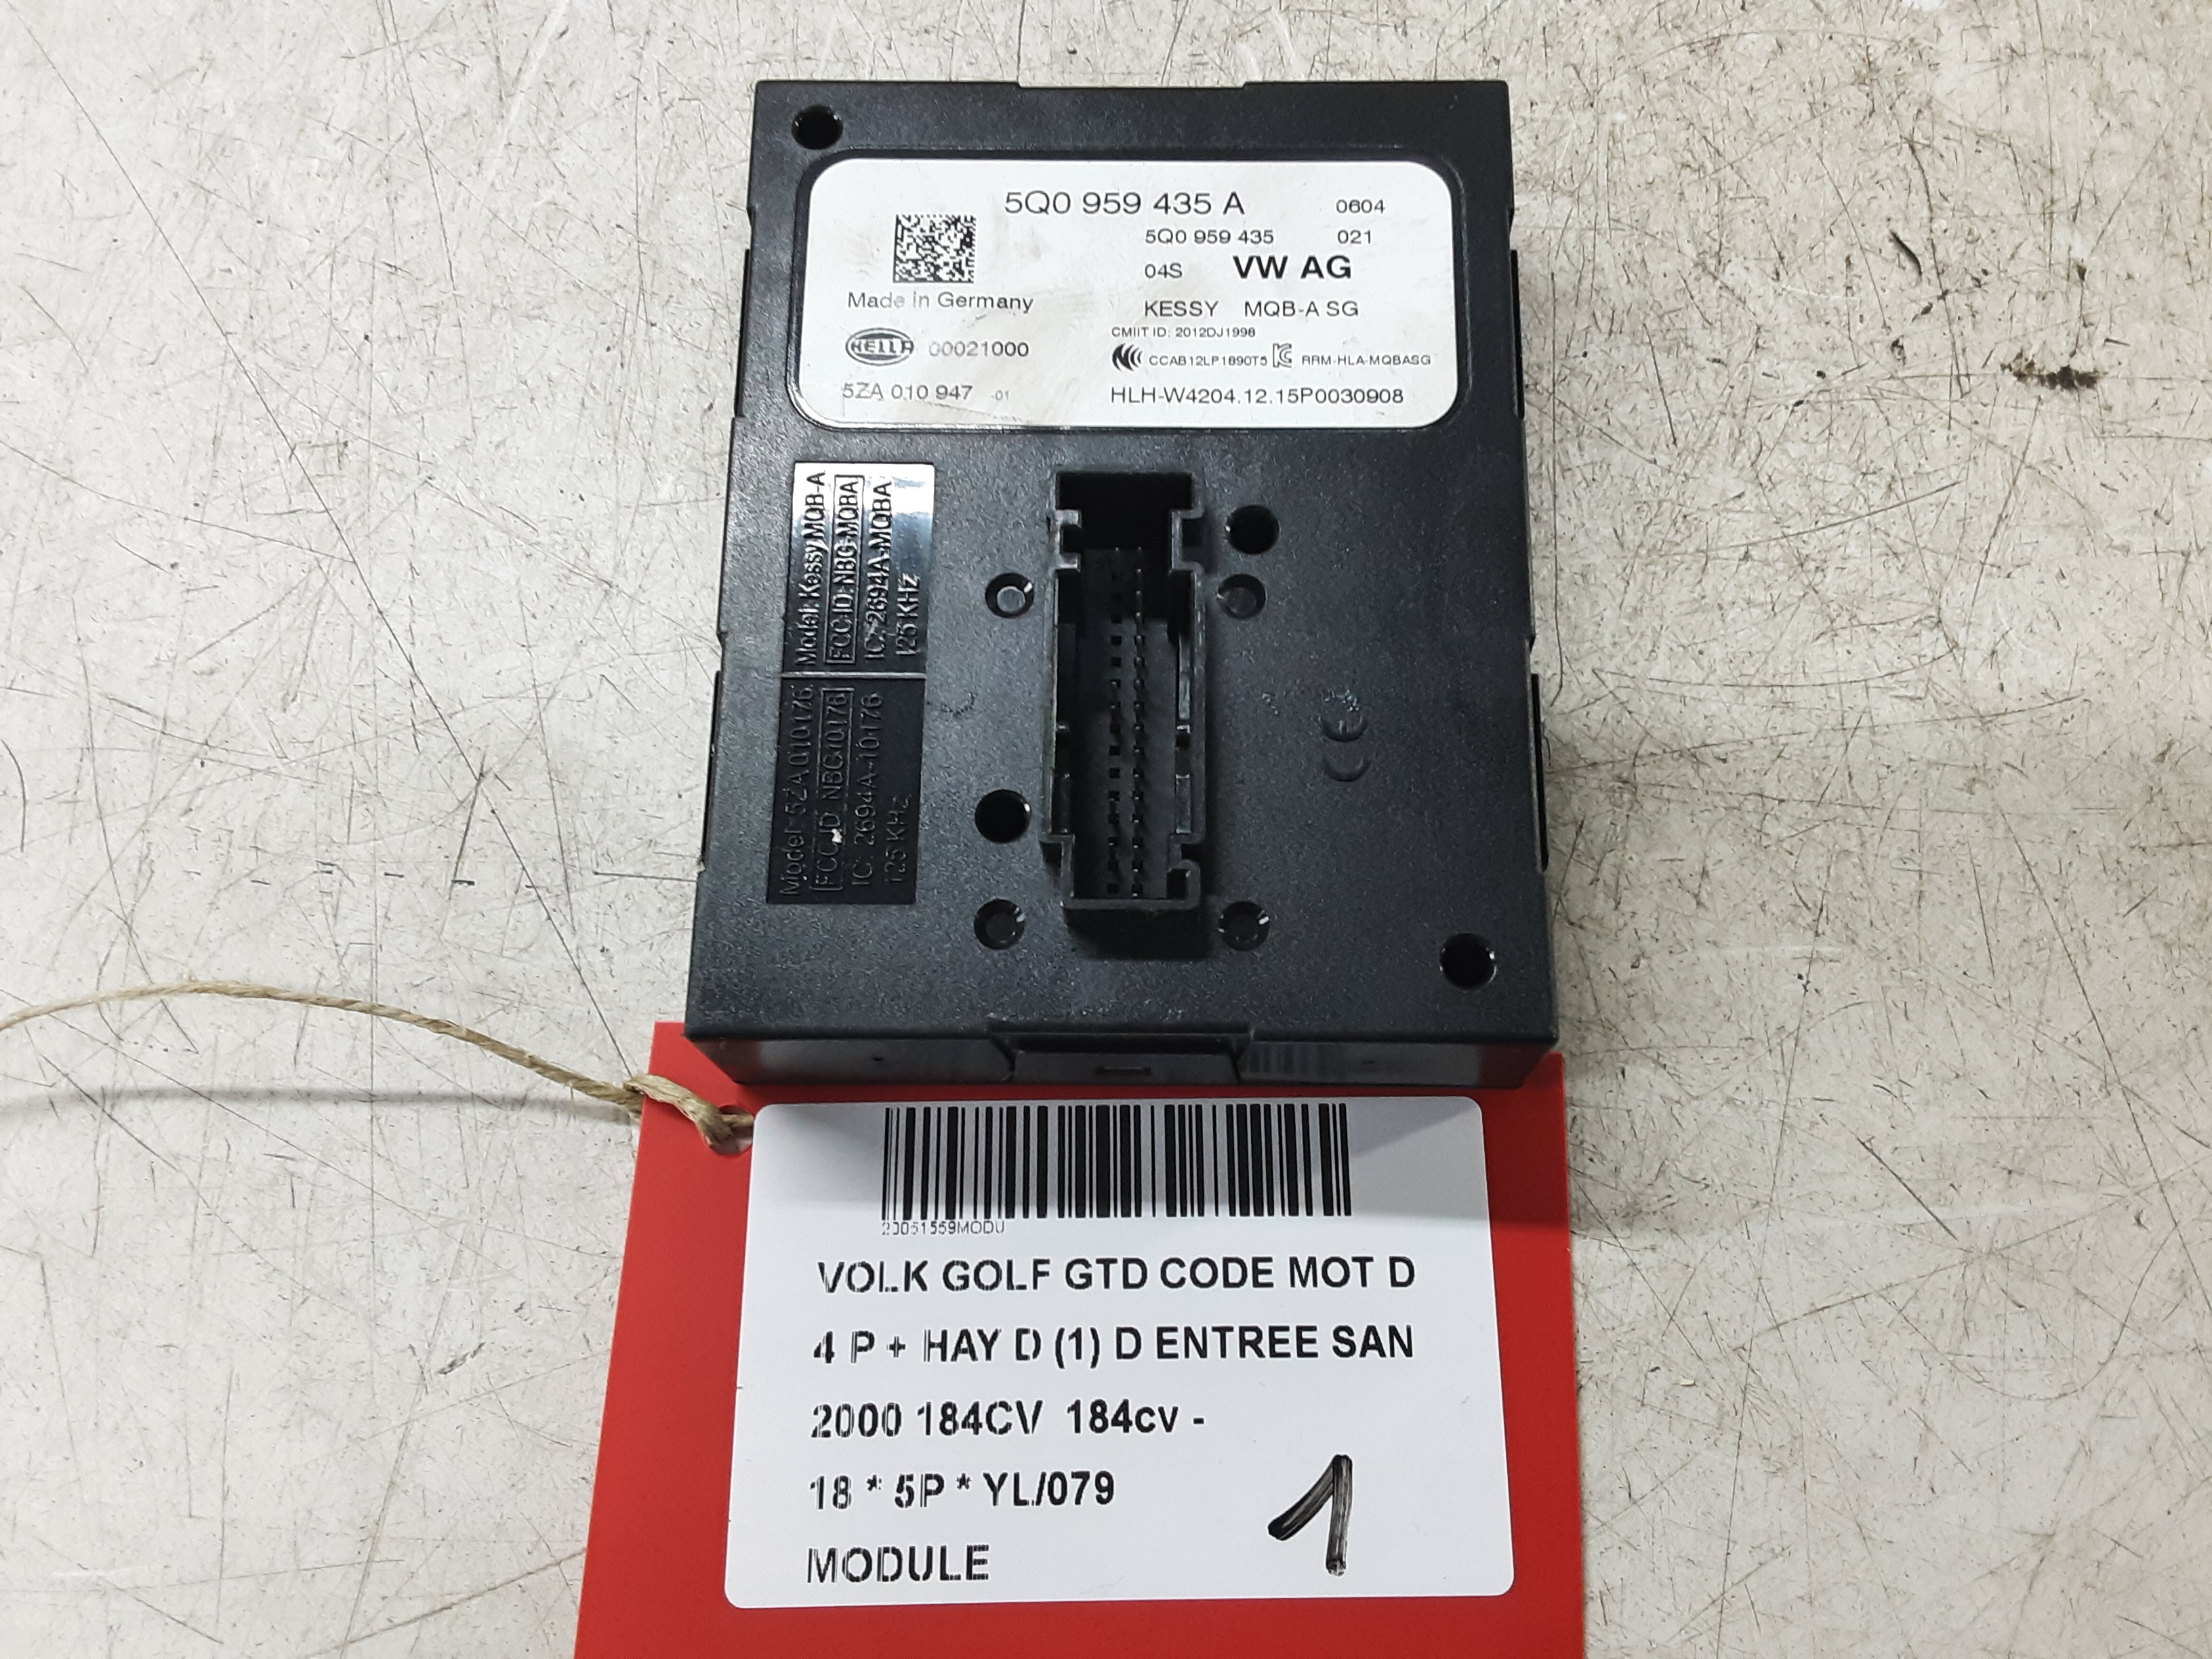 5Q0 959 435 A 0604
5Q0 959 435 021
04S VW AG
Made in Germany
KESSY MQB-A SG
CMIIT ID: 2012DJ1998
HELLA 00021000
CCAB12LP1890T5 RRM-HLA-MQBASG
5ZA 010 947 -01
HLH-W4204.12.15P0030908
Model: Kessy MQB-A
FCC ID: NBG-MQBA
IC: 2694A-MQBA
125 KHz
Model 5ZA 010176
FCC ID NBG010176
IC: 2694A-10176
125 KHz
CE
20051559MODU
VOLK GOLF GTD CODE MOT D
4 P + HAY D (1) D ENTREE SAN
2000 184CV 184cv -
18 * 5P * YL/079
MODULE
1